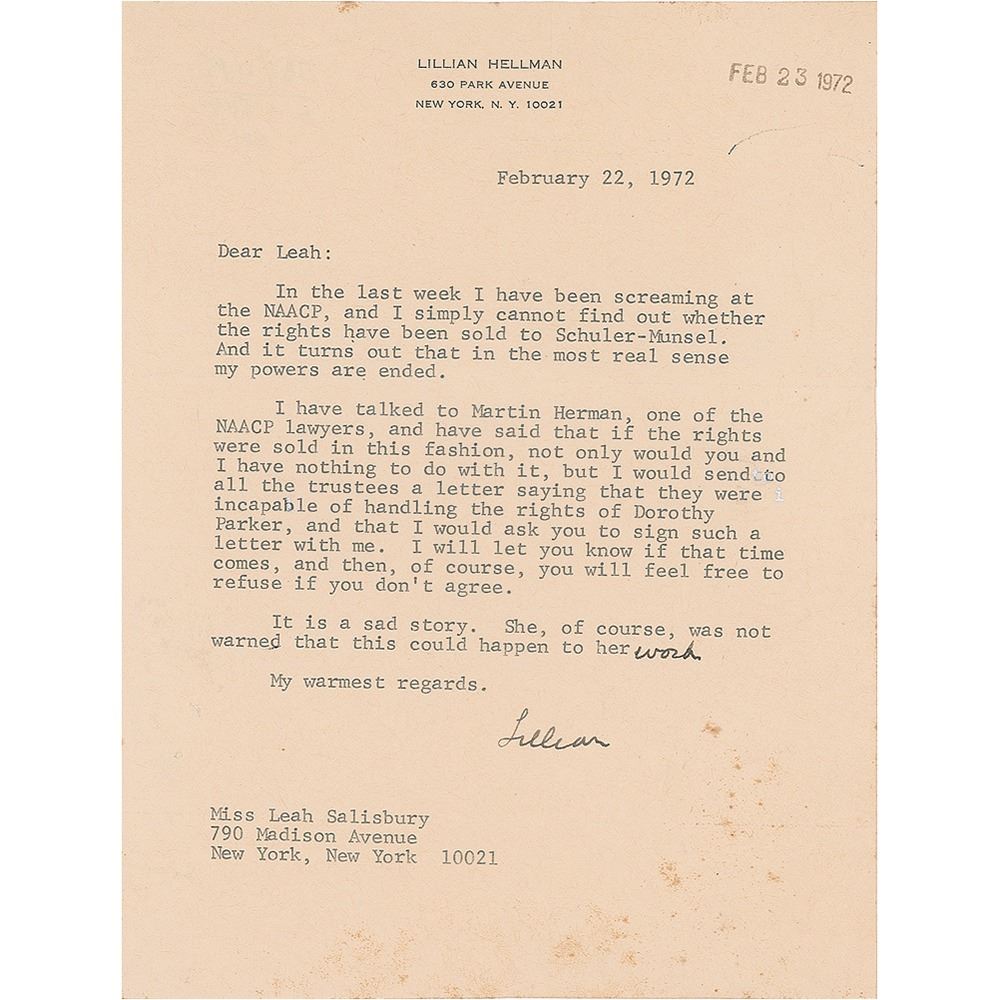 LILLIAN HELLMAN
630 PARK AVENUE
NEW YORK, N. Y. 10021
FEB 23 1972
February 22, 1972
Dear Leah:
In the last week I have been screaming at
the NAACP, and I simply cannot find out whether
the rights have been sold to Schuler-Munsel.
And it turns out that in the most real sense
my powers are ended.
I have talked to Martin Herman, one of the
NAACP lawyers, and have said that if the rights
were sold in this fashion, not only would you and
I have nothing to do with it, but I would send to
all the trustees a letter saying that they were
incapable of handling the rights of Dorothy
Parker, and that I would ask you to sign such a
letter with me. I will let you know if that time
comes, and then, of course, you will feel free to
refuse if you don't agree.
It is a sad story. She, of course, was not
warned that this could happen to her work
My warmest regards.
Lillian
Miss Leah Salisbury
790 Madison Avenue
New York, New York 10021